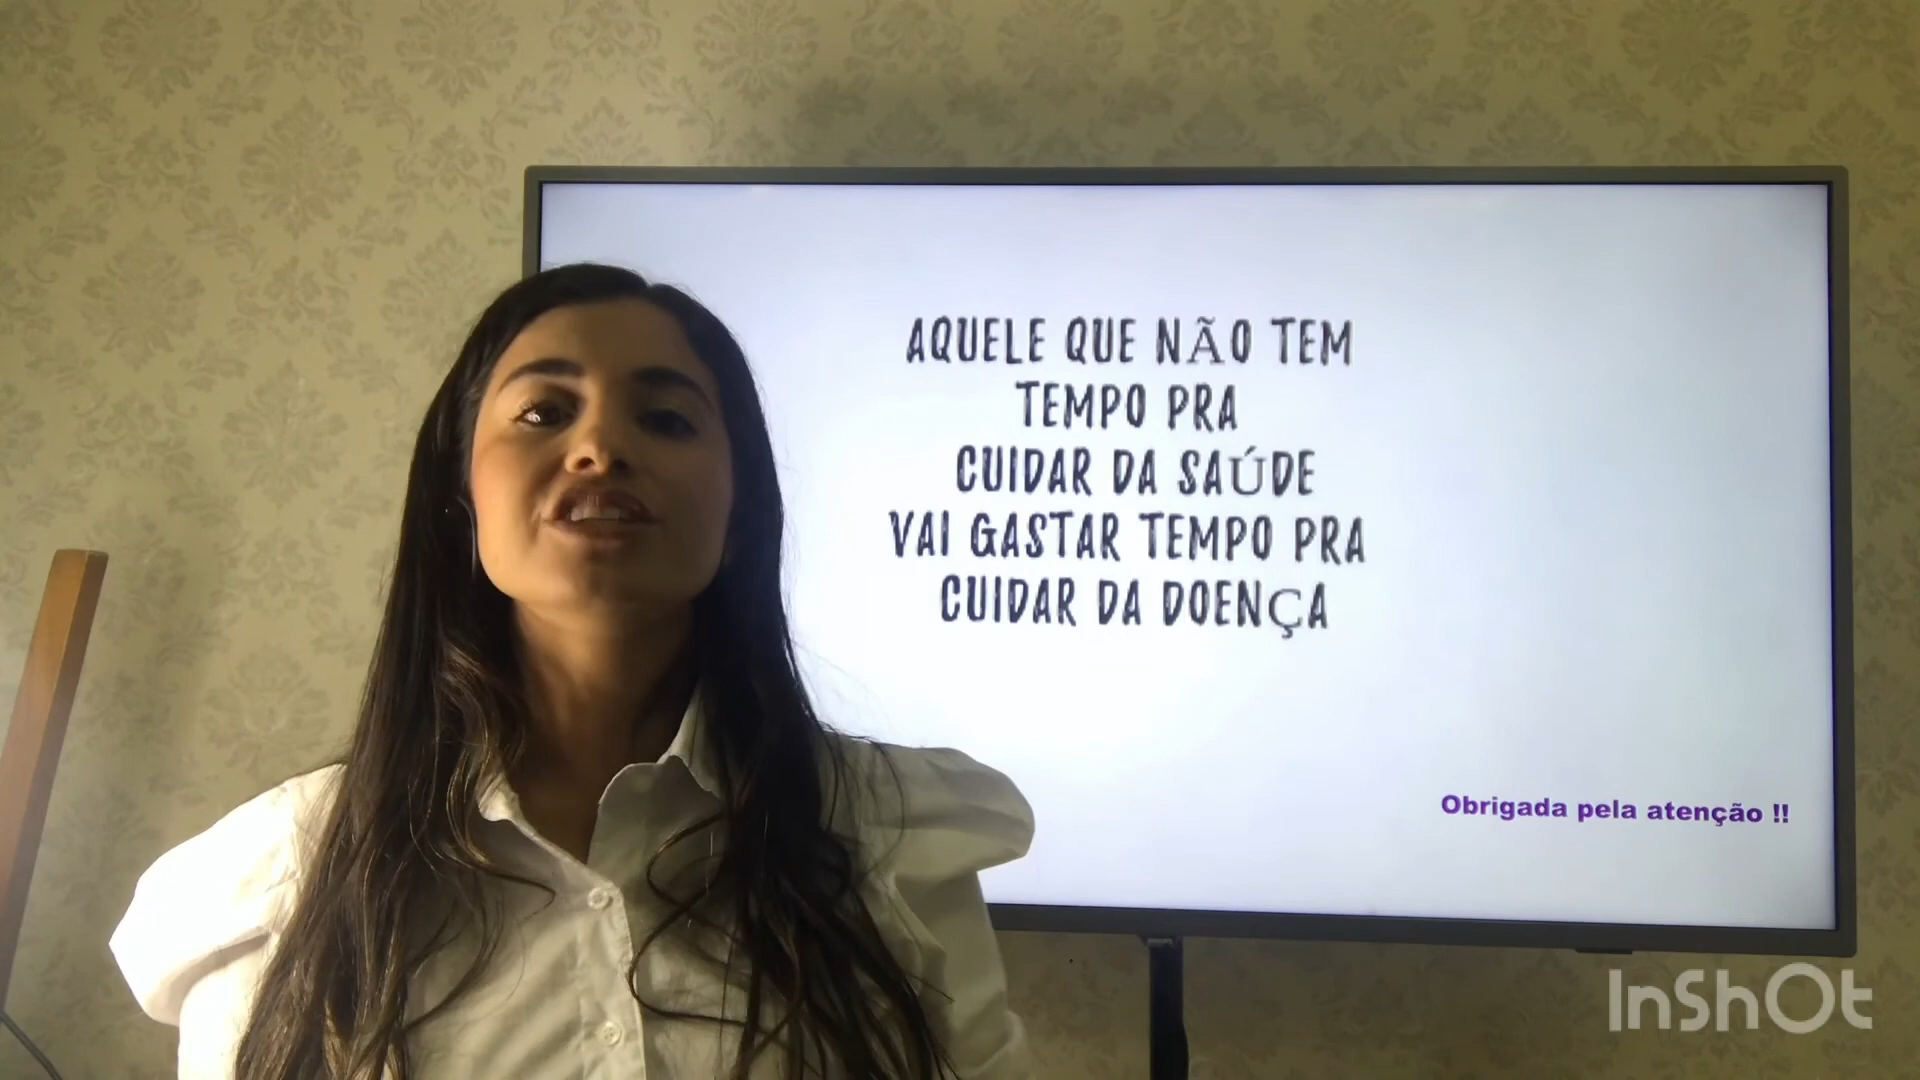 AQUELE QUE NÃO TEM
TEMPO PRA
CUIDAR DA SAÚDE
VAI GASTAR TEMPO PRA
CUIDAR DA DOENÇA
Obrigada pela atenção !!
InShOt